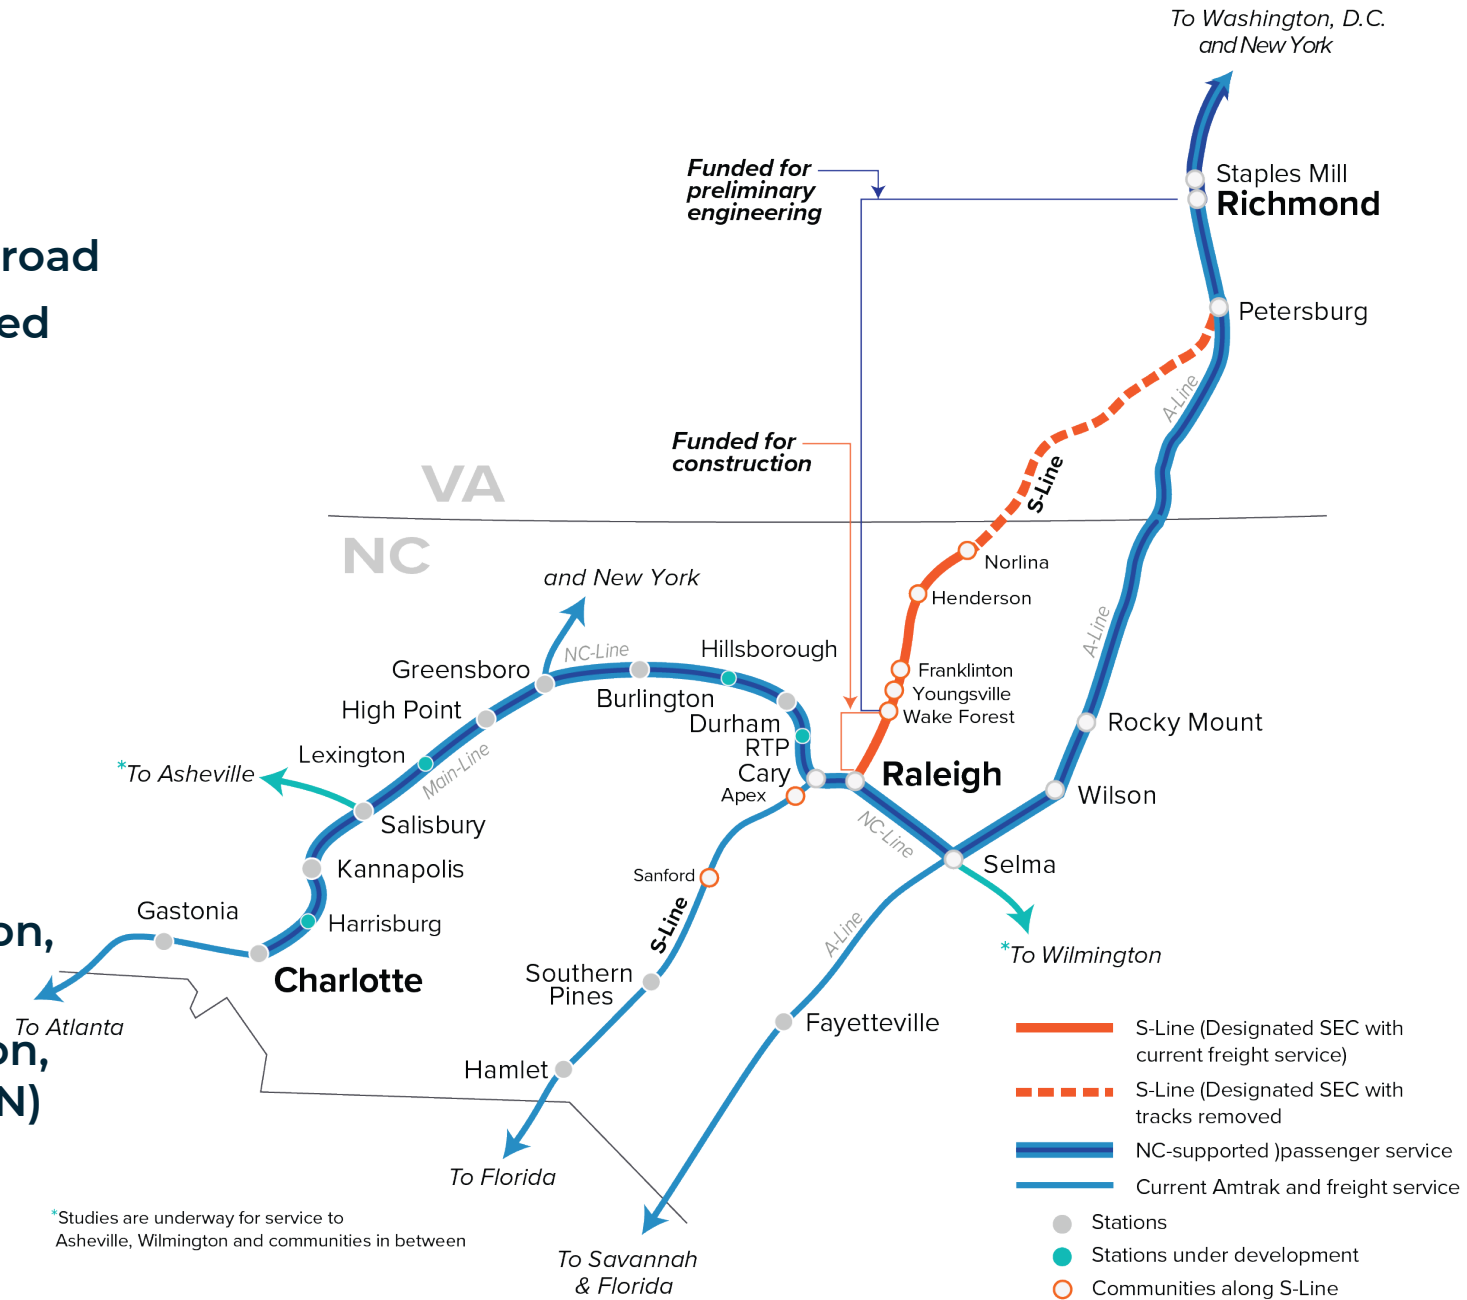 To Washington, D.C.
and New York
Funded for
preliminary
engineering
Staples Mill
Richmond
road
ed
Petersburg
A-Line
Funded for
construction
S-Line
VA
NC
Norlina
and New York
Henderson
A-Line
NC-Line
Hillsborough
Greensboro
Franklinton
Burlington
Youngsville
High Point
Wake Forest
Durham
Rocky Mount
RTP
Lexington
Main-Line
*To Asheville
Cary
Raleigh
Apex
Wilson
Salisbury
NC-Line
Selma
Kannapolis
Sanford
Gastonia
Harrisburg
S-Line
A-Line
on,
*To Wilmington
Charlotte
Southern
Pines
To Atlanta
Fayetteville
on,
Hamlet
N)
To Florida
*Studies are underway for service to
Asheville, Wilmington and communities in between
To Savannah
& Florida
S-Line (Designated SEC with
current freight service)
S-Line (Designated SEC with
tracks removed
NC-supported )passenger service
Current Amtrak and freight service
Stations
Stations under development
Communities along S-Line